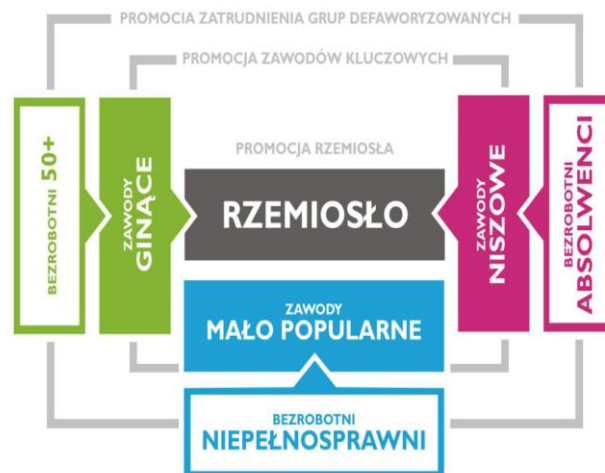 PROMOCIA ZATRUDNIENIA GRUP DEFAWORYZOWANYCH
PROMOCJA ZAWODÓW KLUCZOWYCH
PROMOCJA RZEMIOSŁA
BEZROBOTNI 50+
ZAWODY
GINĄCE
RZEMIOSŁO
ZAWODY
NISZOWE
BEZROBOTNI
ABSOLWENCI
ZAWODY
MAŁO POPULARNE
BEZROBOTNI
NIEPEŁNOSPRAWNI